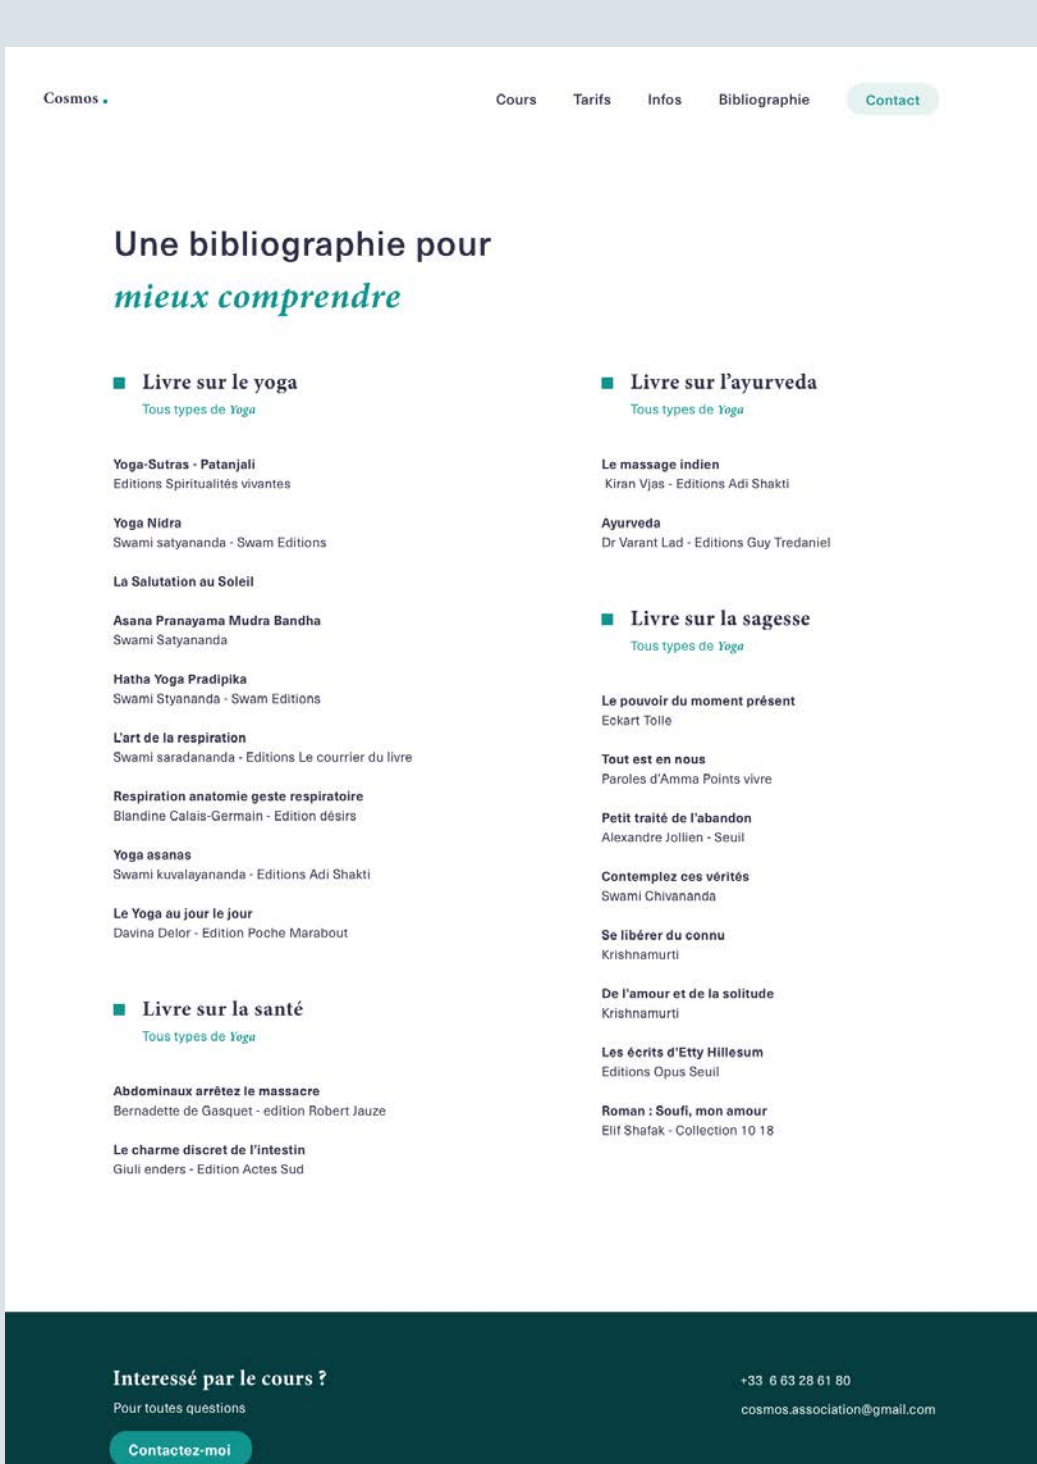 Cosmos .
Cours Tarifs Infos Bibliographie Contact
Une bibliographie pour
mieux comprendre
Livre sur le yoga
Tous types de Yoga
Yoga-Sutras - Patanjali
Editions Spiritualités vivantes
Yoga Nidra
Swami satyananda - Swam Editions
La Salutation au Soleil
Asana Pranayama Mudra Bandha
Swami Satyananda
Hatha Yoga Pradipika
Swami Styananda - Swam Editions
L'art de la respiration
Swami saradananda - Editions Le courrier du livre
Respiration anatomie geste respiratoire
Blandine Calais-Germain - Edition désirs
Yoga asanas
Swami kuvalayananda - Editions Adi Shakti
Le Yoga au jour le jour
Davina Delor - Edition Poche Marabout
Livre sur la santé
Tous types de Yoga
Abdominaux arrêtez le massacre
Bernadette de Gasquet - edition Robert Jauze
Le charme discret de l'intestin
Giuli enders - Edition Actes Sud
Livre sur l'ayurveda
Tous types de Yoga
Le massage indien
Kiran Vjas - Editions Adi Shakti
Ayurveda
Dr Varant Lad - Editions Guy Tredaniel
Livre sur la sagesse
Tous types de Yoga
Le pouvoir du moment présent
Eckart Tolle
Tout est en nous
Paroles d'Amma Points vivre
Petit traité de l'abandon
Alexandre Jollien - Seuil
Contemplez ces vérités
Swami Chivananda
Se libérer du connu
Krishnamurti
De l'amour et de la solitude
Krishnamurti
Les écrits d'Etty Hillesum
Editions Opus Seuil
Roman : Soufi, mon amour
Elif Shafak - Collection 10 18
Interessé par le cours ?
Pour toutes questions
Contactez-moi
+33 6 63 28 61 80
cosmos.association@gmail.com